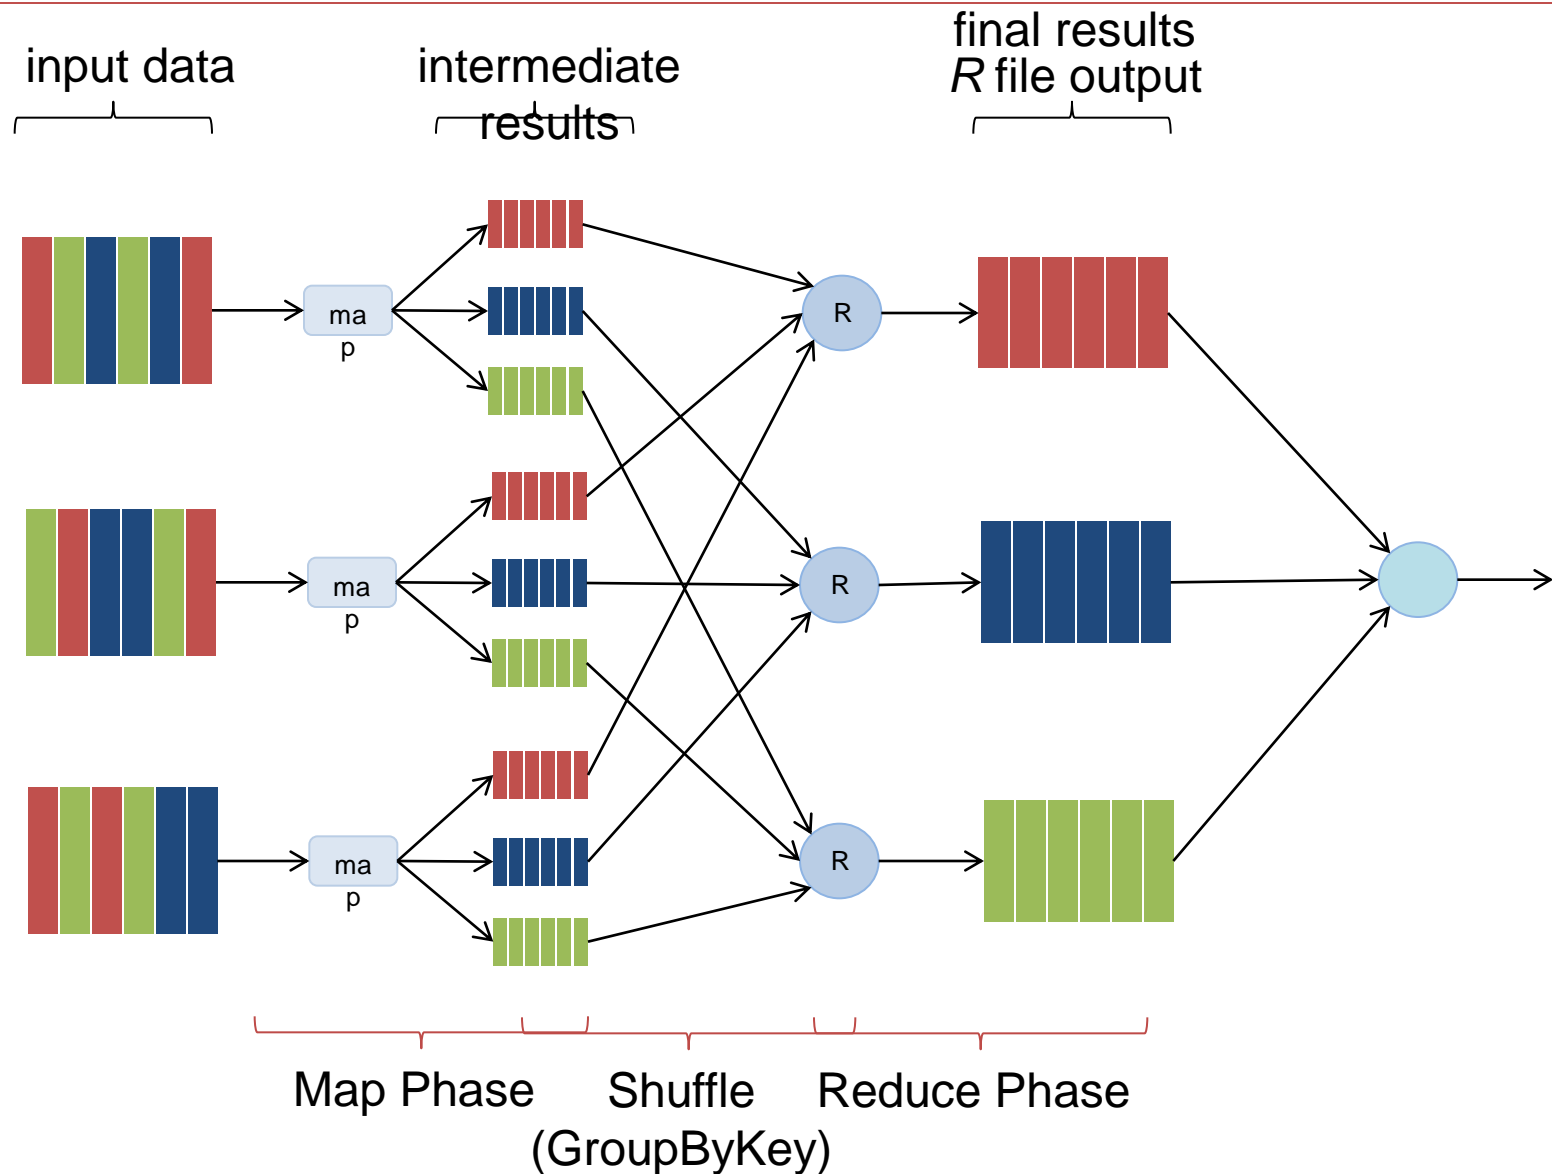 input data
intermediate
results
final results
R file output
ma
p
R
ma
p
R
ma
p
R
Map Phase
Shuffle
(GroupByKey)
Reduce Phase